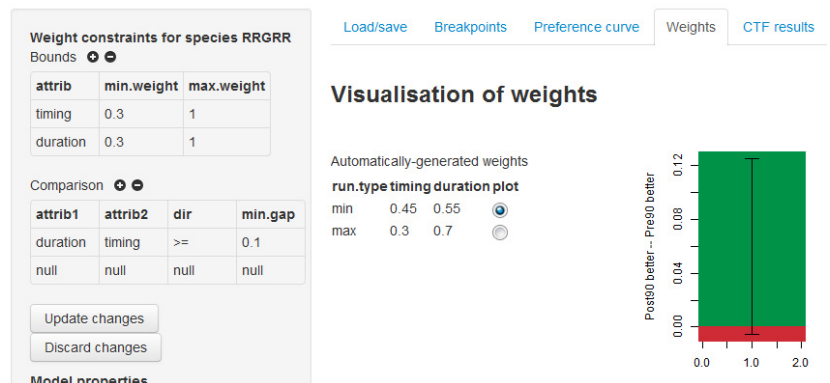 Weight constraints for species RRGRR
Bounds
attrib min.weight max.weight
timing 0.3 1
duration 0.3 1
Comparison
attrib1 attrib2 dir min.gap
duration timing >= 0.1
null null null null
Update changes
Discard changes
Model properties
Load/save Breakpoints Preference curve Weights CTF results
Visualisation of weights
Automatically-generated weights
run.type timing duration plot
min 0.45 0.55
max 0.3 0.7
Post90 better -- Pre90 better
0.12
0.08
0.04
0.00
0.0 1.0 2.0